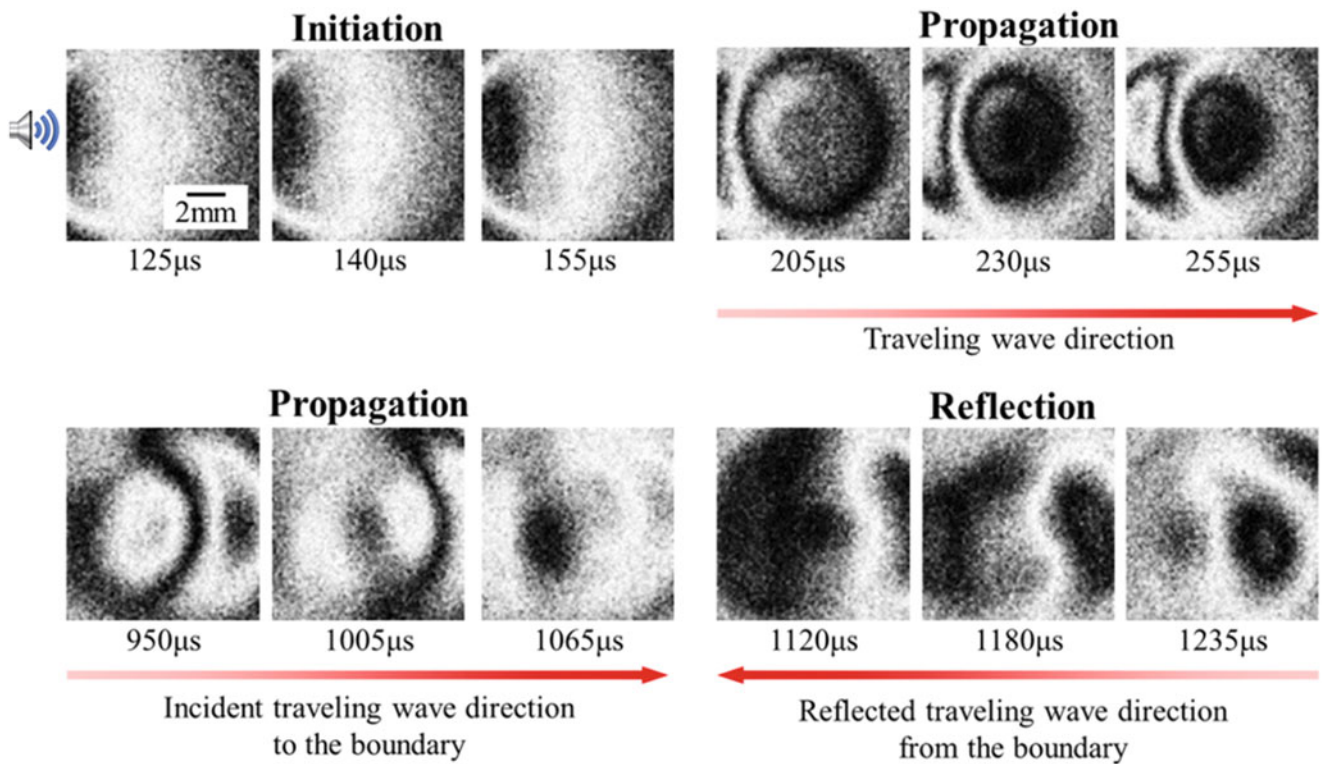 Initiation
Propagation
2mm
125μs
140μs
155μs
205μs
230μs
255μs
Traveling wave direction
Propagation
Reflection
950μs
1005μs
1065μs
1120μs
1180μs
1235μs
Incident traveling wave direction
to the boundary
Reflected traveling wave direction
from the boundary